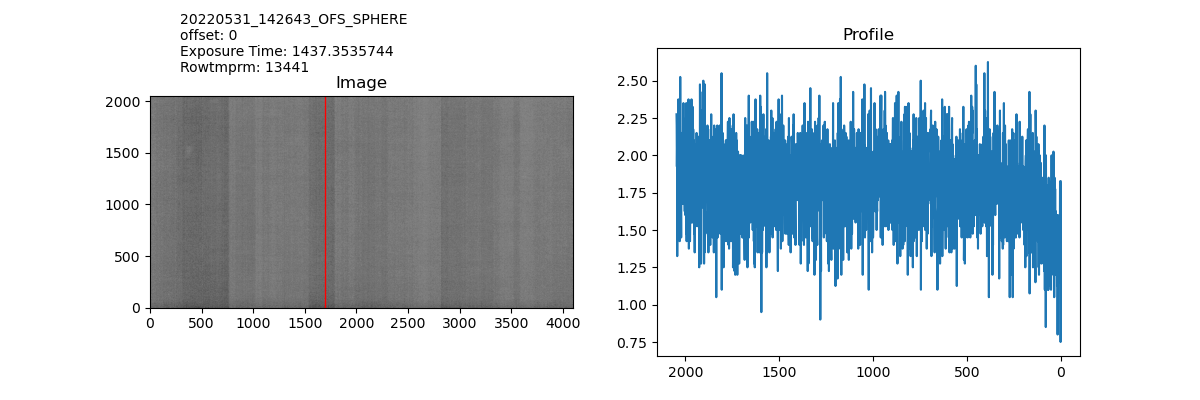 20220531_142643_OFS_SPHERE
offset: 0
Exposure Time: 1437.3535744
Rowtmprm: 13441
Image
2000
1500
1000
500
0
0 500 1000 1500 2000 2500 3000 3500 4000
Profile
2.50
2.25
2.00
1.75
1.50
1.25
1.00
0.75
2000 1500 1000 500 0